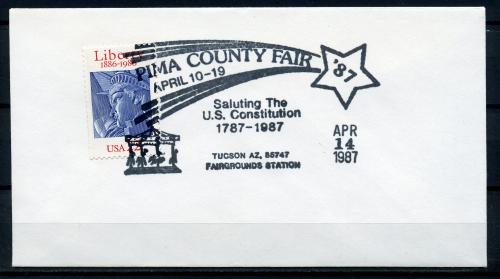 Liberty
1886-1986
USA 22
PIMA COUNTY FAIR '87
APRIL 10-19
Saluting The
U.S. Constitution
1787-1987
APR
14
1987
TUCSON AZ, 85747
FAIRGROUNDS STATION